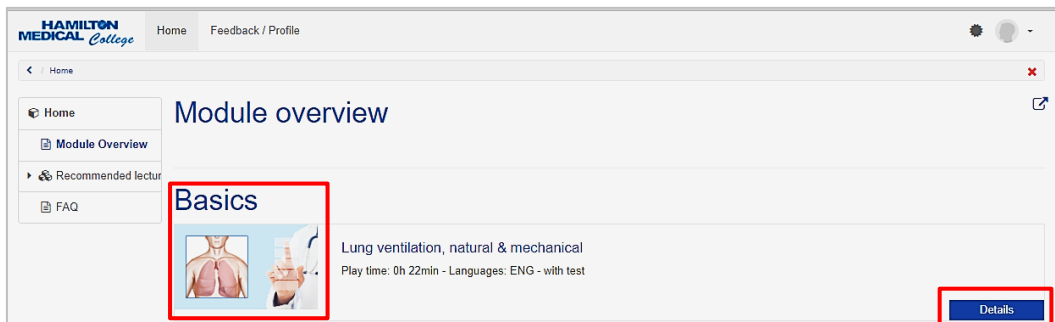 HAMILTON
MEDICAL College
Home
Feedback / Profile
/ Home
Home
Module Overview
Recommended lectur
FAQ
Module overview
Basics
Lung ventilation, natural & mechanical
Play time: 0h 22min - Languages: ENG - with test
Details